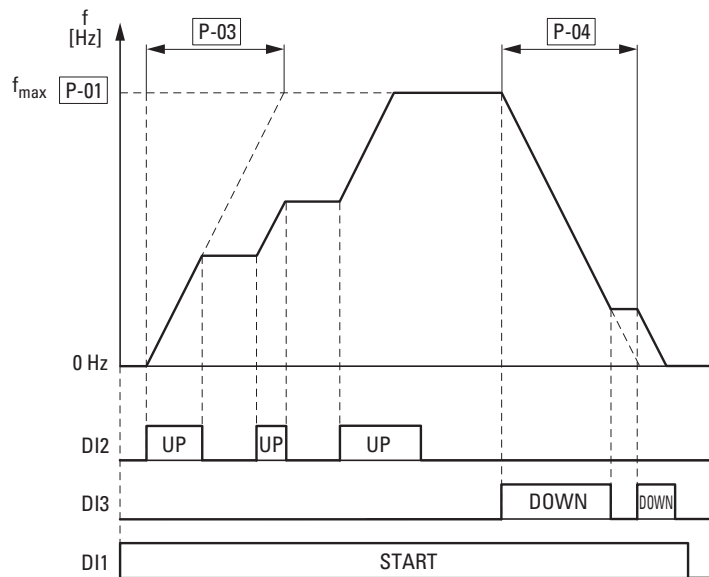 f
[Hz]
P-03
P-04
fmax P-01
0 Hz
DI2 UP UP UP
DI3 DOWN DOWN
DI1 START